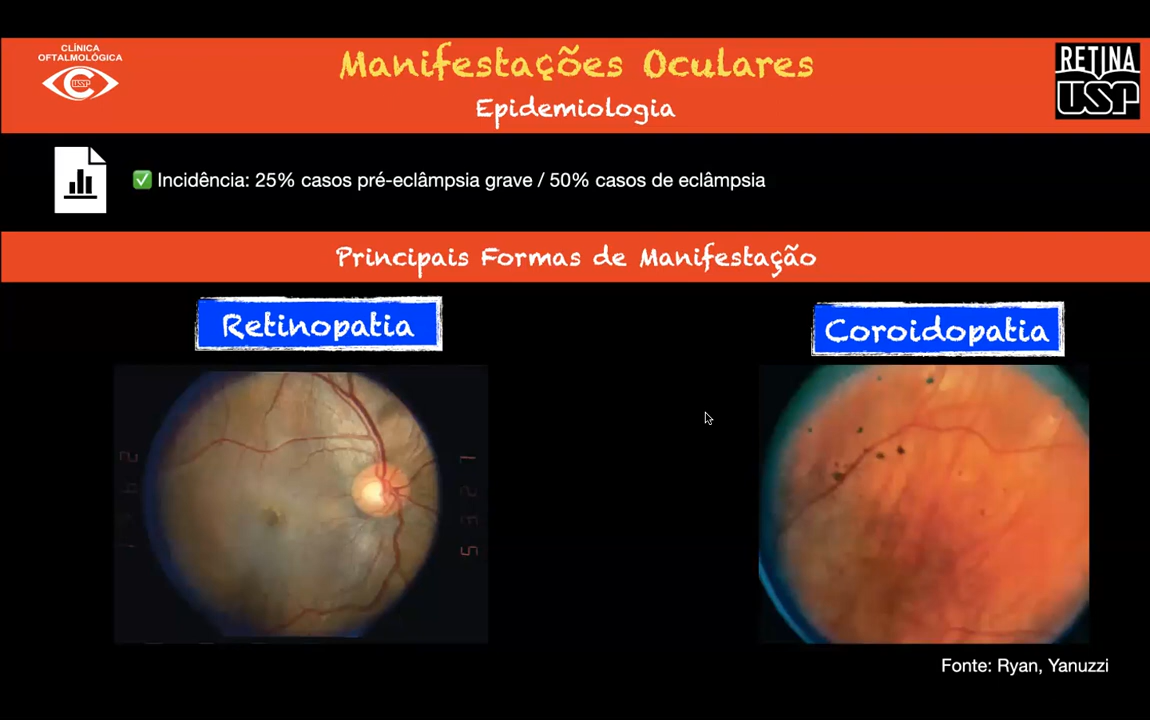 CLÍNICA
OFTALMOLÓGICA
USSP
Manifestações Oculares
Epidemiologia
RETINA
USP
✅ Incidência: 25% casos pré-eclâmpsia grave / 50% casos de eclâmpsia
Principais Formas de Manifestação
Retinopatia
Coroidopatia
Fonte: Ryan, Yanuzzi